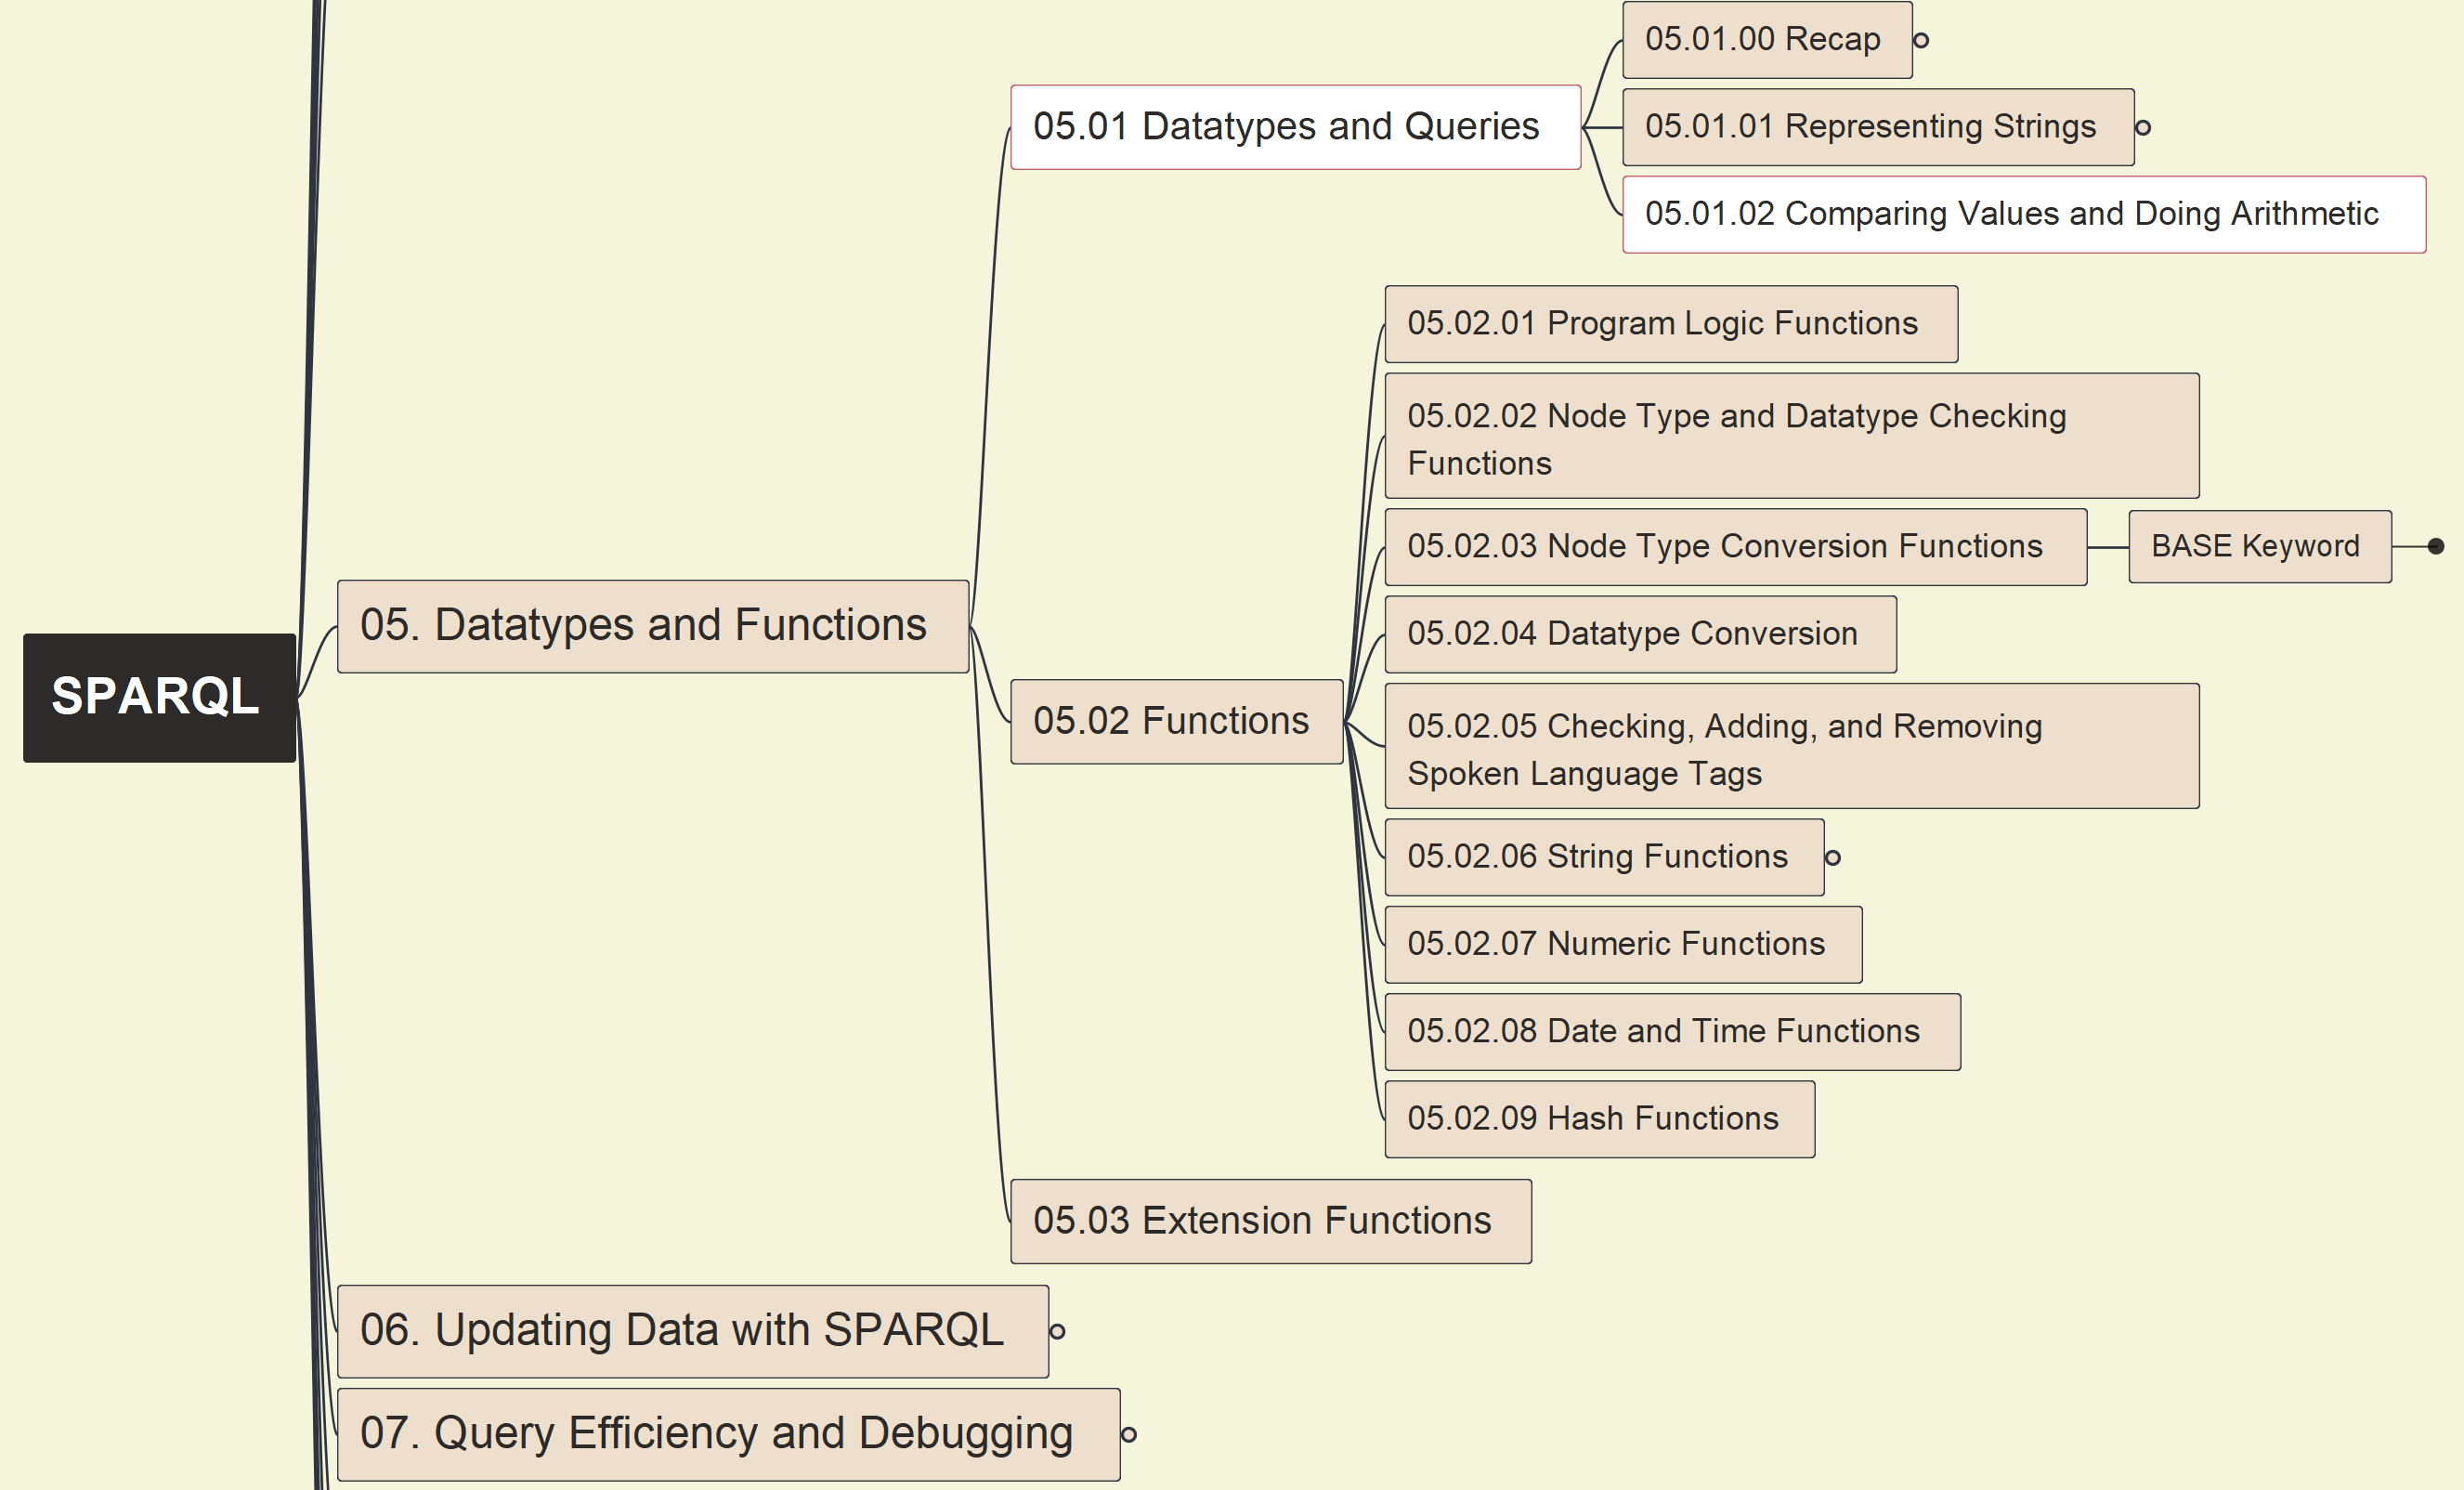 SPARQL
05. Datatypes and Functions
05.01 Datatypes and Queries
05.01.00 Recap
05.01.01 Representing Strings
05.01.02 Comparing Values and Doing Arithmetic
05.02 Functions
05.02.01 Program Logic Functions
05.02.02 Node Type and Datatype Checking
Functions
05.02.03 Node Type Conversion Functions
BASE Keyword
05.02.04 Datatype Conversion
05.02.05 Checking, Adding, and Removing
Spoken Language Tags
05.02.06 String Functions
05.02.07 Numeric Functions
05.02.08 Date and Time Functions
05.02.09 Hash Functions
05.03 Extension Functions
06. Updating Data with SPARQL
07. Query Efficiency and Debugging